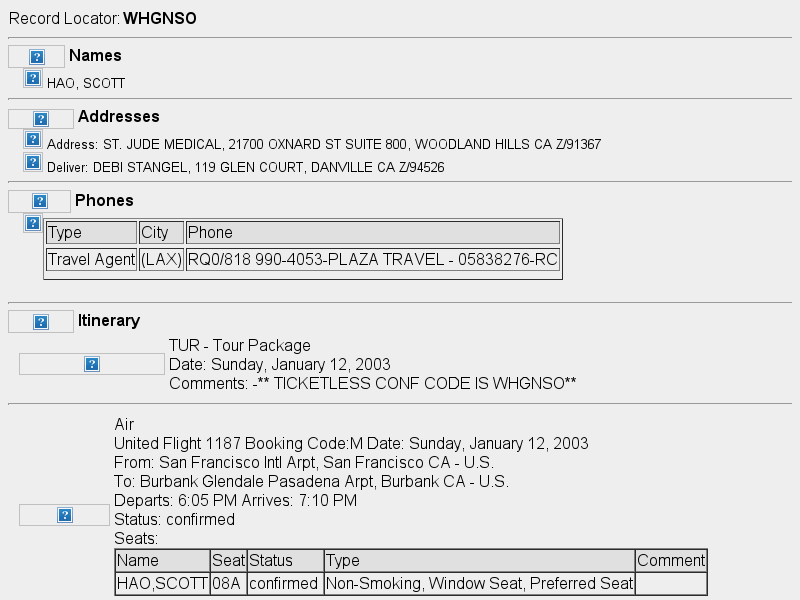 Record Locator: WHGNSO
Names
HAO, SCOTT
Addresses
Address: ST. JUDE MEDICAL, 21700 OXNARD ST SUITE 800, WOODLAND HILLS CA Z/91367
Deliver: DEBI STANGEL, 119 GLEN COURT, DANVILLE CA Z/94526
Phones
Type City Phone
Travel Agent (LAX) RQ0/818 990-4053-PLAZA TRAVEL - 05838276-RC
Itinerary
TUR - Tour Package
Date: Sunday, January 12, 2003
Comments: -** TICKETLESS CONF CODE IS WHGNSO**
Air
United Flight 1187 Booking Code:M Date: Sunday, January 12, 2003
From: San Francisco Intl Arpt, San Francisco CA - U.S.
To: Burbank Glendale Pasadena Arpt, Burbank CA - U.S.
Departs: 6:05 PM Arrives: 7:10 PM
Status: confirmed
Seats:
Name Seat Status Type Comment
HAO,SCOTT 08A confirmed Non-Smoking, Window Seat, Preferred Seat